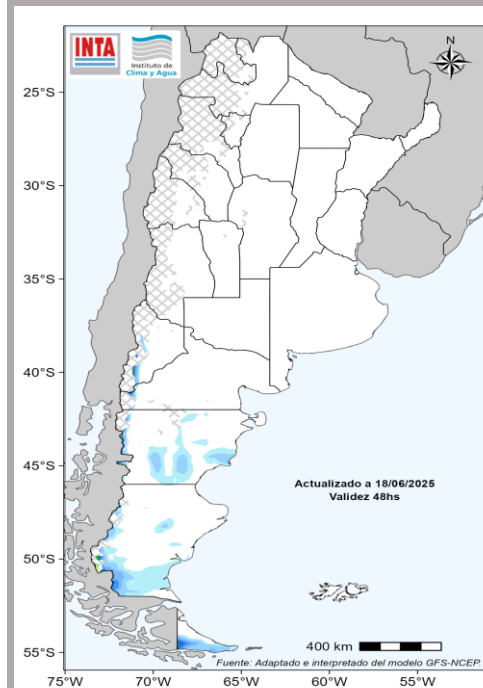 INTA
Instituto de
Clima y Agua
N
25°S
30°S
35°S
40°S
45°S
50°S
55°S
Actualizado a 18/06/2025
Validez 48hs
400 km
Fuente: Adaptado e interpretado del modelo GFS-NCEP.
75°W
70°W
65°W
60°W
55°W